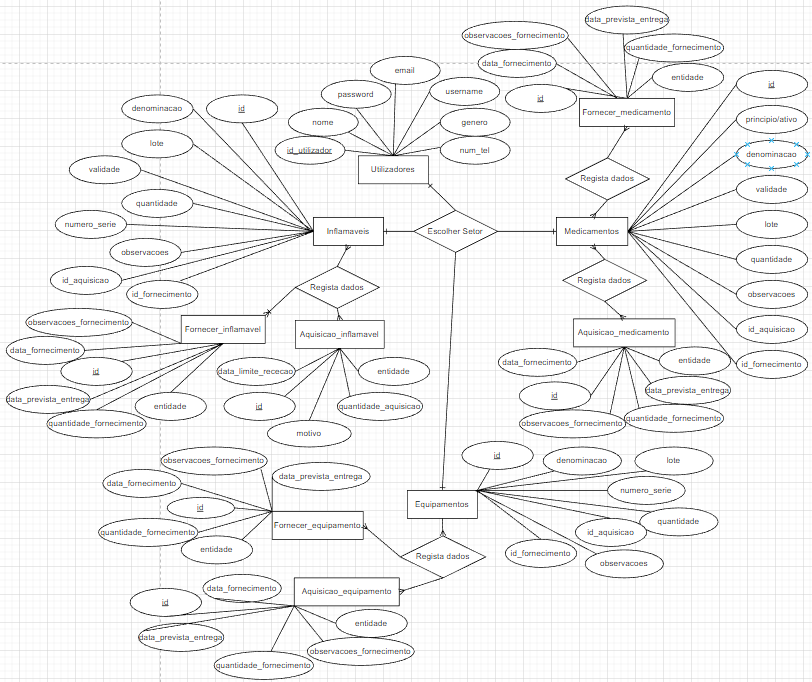 data_prevista_entrega
observacoes_fornecimento
quantidade_fornecimento
data_fornecimento
entidade
id
Fornecer_medicamento
email
password
username
nome
genero
id_utilizador
num_tel
Utilizadores
denominacao
id
lote
validade
quantidade
numero_serie
observacoes
id_aquisicao
id_fornecimento
Inflamaveis
Escolher Setor
Medicamentos
Regista dados
id
principio/ativo
denominacao
validade
lote
quantidade
observacoes
id_aquisicao
id_fornecimento
Regista dados
Regista dados
Fornecer_inflamavel
Aquisicao_inflamavel
Aquisicao_medicamento
observacoes_fornecimento
data_fornecimento
id
data_prevista_entrega
quantidade_fornecimento
entidade
data_limite_rececao
entidade
id
quantidade_aquisicao
motivo
data_fornecimento
entidade
id
data_prevista_entrega
observacoes_fornecimento
quantidade_fornecimento
observacoes_fornecimento
data_prevista_entrega
data_fornecimento
id
quantidade_fornecimento
entidade
Fornecer_equipamento
id
denominacao
lote
numero_serie
quantidade
id_aquisicao
id_fornecimento
observacoes
Equipamentos
Regista dados
Aquisicao_equipamento
data_fornecimento
id
data_prevista_entrega
entidade
observacoes_fornecimento
quantidade_fornecimento